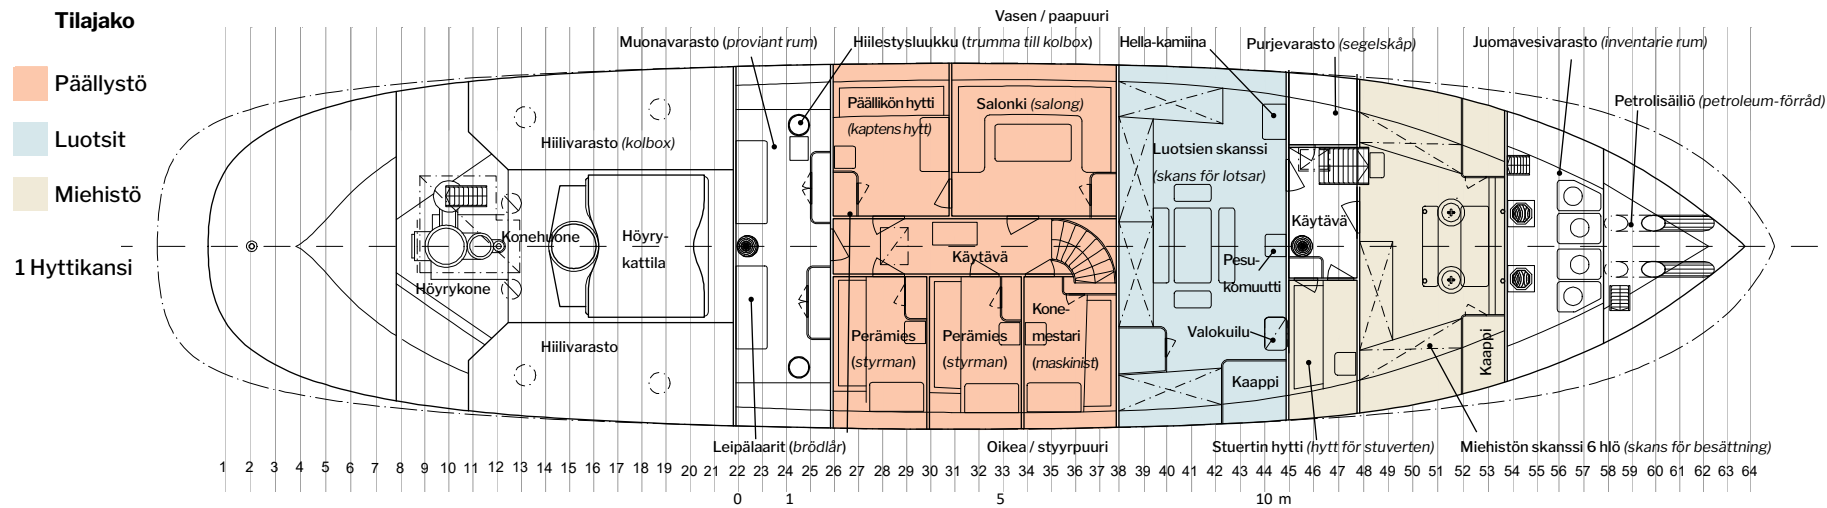 Tilajako
Päällystö
Luotsit
Miehistö
1 Hyttikansi
Vasen / paapuuri
Muonavarasto (proviant rum)
Hiilestysluukku (trumma till kolbox)
Hella-kamiina
Purjevarasto (segelskåp)
Juomavesivarasto (inventarie rum)
Petrolisäiliö (petroleum-förråd)
Hiilivarasto (kolbox)
Päällikön hytti
(kaptens hytt)
Salonki (salong)
Luotsien skanssi
(skans för lotsar)
Konehuone
Höyry-
kattila
Käytävä
Käytävä
Höyrykone
Pesu-
komuutti
Hiilivarasto
Perämies
(styrman)
Perämies
(styrman)
Kone-
mestari
(maskinist)
Valokuilu
Kaappi
Kaappi
Leipälaarit (brödlår)
Oikea / styyrpuuri
Stuertin hytti (hytt för stuverten)
Miehistön skanssi 6 hlö (skans för besättning)
1 2 3 4 5 6 7 8 9 10 11 12 13 14 15 16 17 18 19 20 21 22 23 24 25 26 27 28 29 30 31 32 33 34 35 36 37 38 39 40 41 42 43 44 45 46 47 48 49 50 51 52 53 54 55 56 57 58 59 60 61 62 63 64
0 1 5 10 m